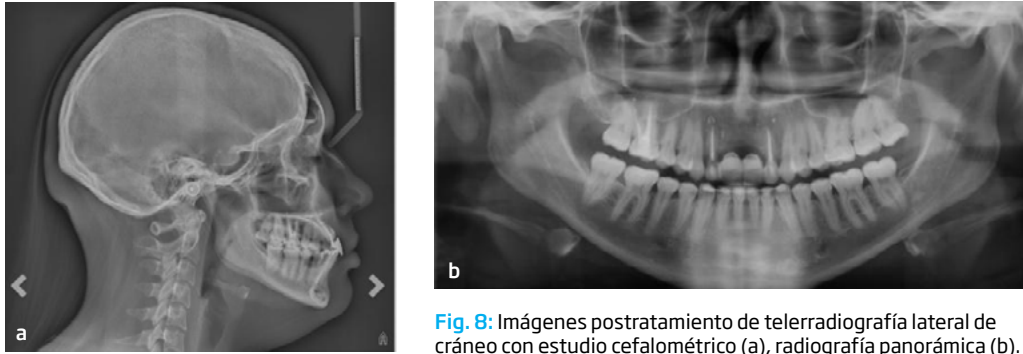 a
b
Fig. 8: Imágenes postratamiento de telerradiografía lateral de
cráneo con estudio cefalométrico (a), radiografía panorámica (b).